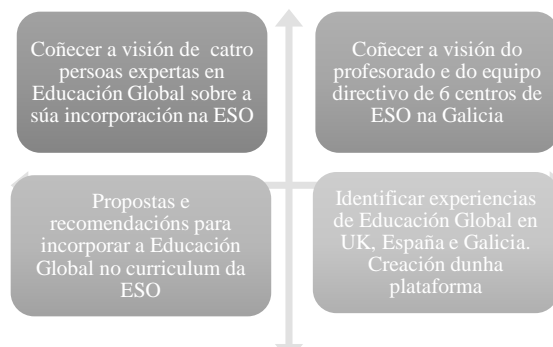 Coñecer a visión de catro
persoas expertas en
Educación Global sobre a
súa incorporación na ESO
Coñecer a visión do
profesorado e do equipo
directivo de 6 centros de
ESO na Galicia
Propostas e
recomendacións para
incorporar a Educación
Global no curriculum da
ESO
Identificar experiencias
de Educación Global en
UK, España e Galicia.
Creación dunha
plataforma